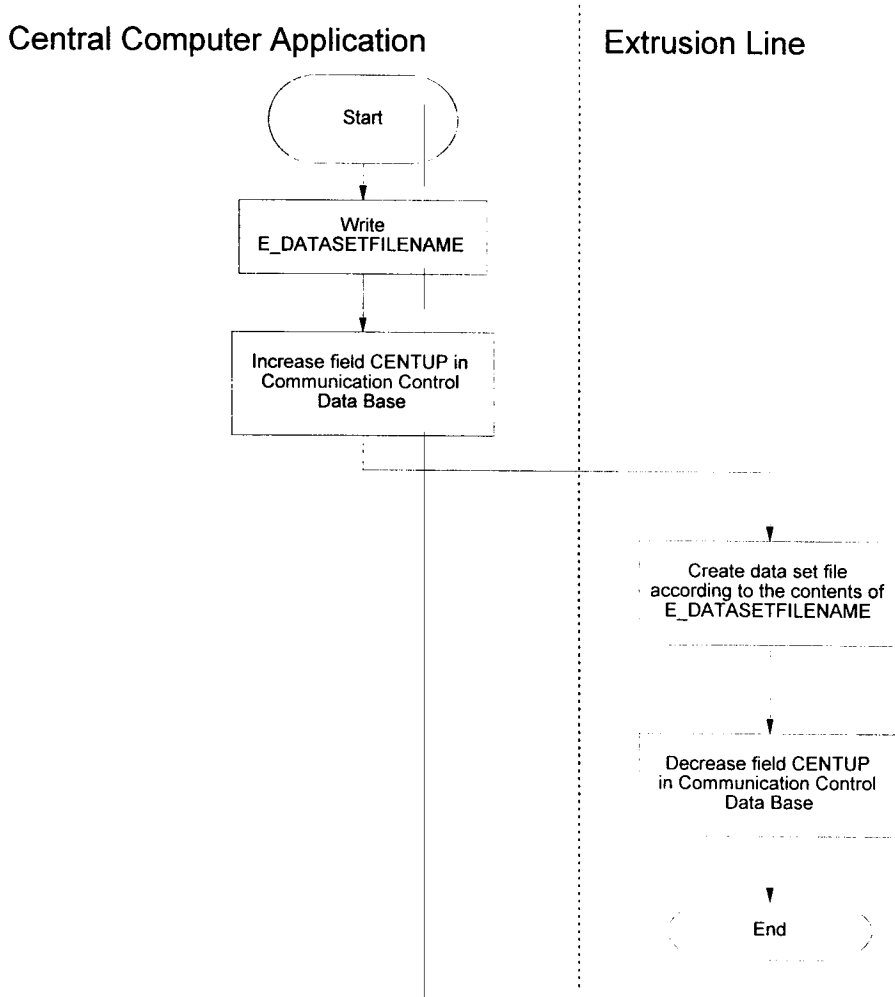 Central Computer Application
Extrusion Line
Start
Write
E_DATASETFILENAME
Increase field CENTUP in
Communication Control
Data Base
Create data set file
according to the contents of
E_DATASETFILENAME
Decrease field CENTUP
in Communication Control
Data Base
End